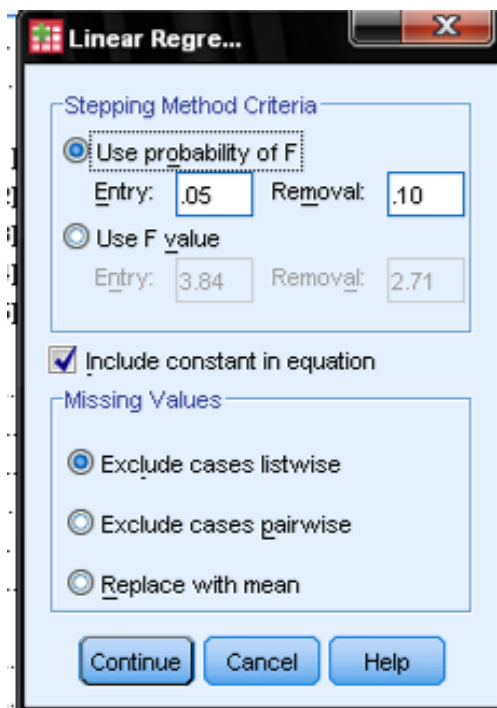 Linear Regre...
Stepping Method Criteria
Use probability of F
Entry: .05 Removal: .10
Use F value
Entry: 3.84 Removal: 2.71
Include constant in equation
Missing Values
Exclude cases listwise
Exclude cases pairwise
Replace with mean
Continue Cancel Help